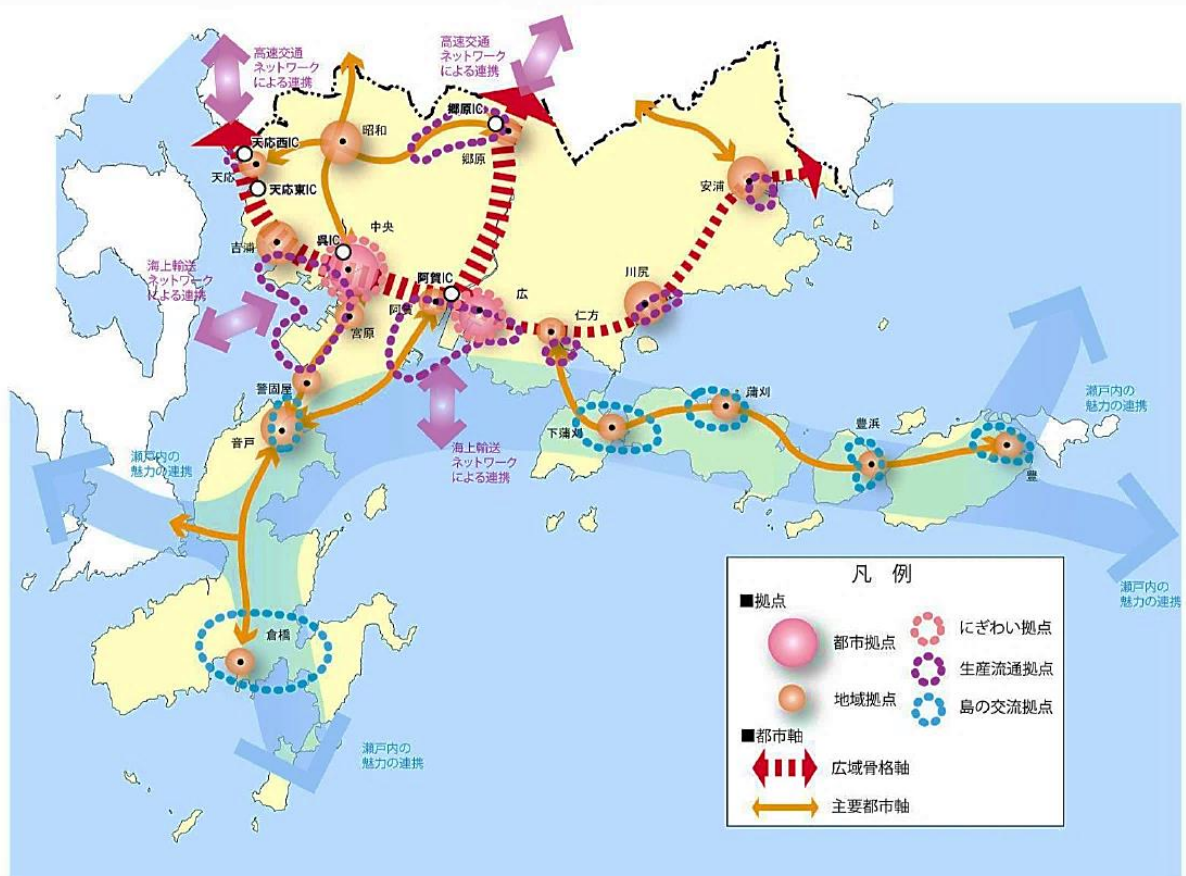 高速交通
ネットワーク
による連携
高速交通
ネットワーク
による連携
郷原IC
昭和
郷原
天応西IC
天応
天応東IC
安浦
中央
呉IC
吉浦
海上輸送
ネットワーク
による連携
阿賀IC
広
川尻
阿賀
仁方
宮原
警固屋
蒲刈
瀬戸内の
魅力の連携
音戸
下蒲刈
豊浜
海上輸送
ネットワーク
による連携
瀬戸内の
魅力の連携
豊
倉橋
瀬戸内の
魅力の連携
瀬戸内の
魅力の連携
凡 例
■拠点
都市拠点
にぎわい拠点
生産流通拠点
地域拠点
島の交流拠点
■都市軸
広域骨格軸
主要都市軸